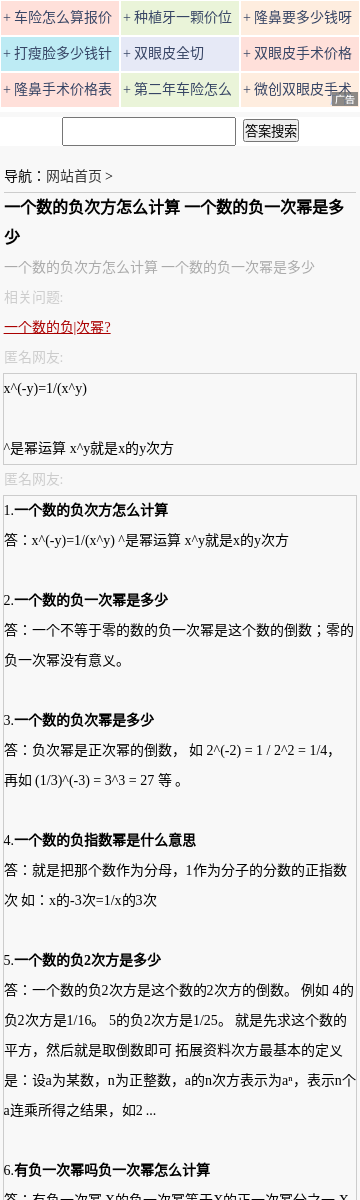 + 车险怎么算报价
+ 种植牙一颗价位
+ 隆鼻要多少钱呀
+ 打瘦脸多少钱针
+ 双眼皮全切
+ 双眼皮手术价格
+ 隆鼻手术价格表
+ 第二年车险怎么
+ 微创双眼皮手术
广告
答案搜索
导航：网站首页 >
一个数的负次方怎么计算 一个数的负一次幂是多
少
一个数的负次方怎么计算 一个数的负一次幂是多少
相关问题:
一个数的负|次幂?
匿名网友:
x^(-y)=1/(x^y)
^是幂运算 x^y就是x的y次方
匿名网友:
1.一个数的负次方怎么计算
答：x^(-y)=1/(x^y) ^是幂运算 x^y就是x的y次方
2.一个数的负一次幂是多少
答：一个不等于零的数的负一次幂是这个数的倒数；零的
负一次幂没有意义。
3.一个数的负次幂是多少
答：负次幂是正次幂的倒数， 如 2^(-2) = 1 / 2^2 = 1/4，
再如 (1/3)^(-3) = 3^3 = 27 等 。
4.一个数的负指数幂是什么意思
答：就是把那个数作为分母，1作为分子的分数的正指数
次 如：x的-3次=1/x的3次
5.一个数的负2次方是多少
答：一个数的负2次方是这个数的2次方的倒数。 例如 4的
负2次方是1/16。 5的负2次方是1/25。 就是先求这个数的
平方，然后就是取倒数即可 拓展资料次方最基本的定义
是：设a为某数，n为正整数，a的n次方表示为aⁿ，表示n个
a连乘所得之结果，如2 ...
6.有负一次幂吗负一次幂怎么计算
答：有负一次幂 X的负一次幂等于X的正一次幂分之一 X